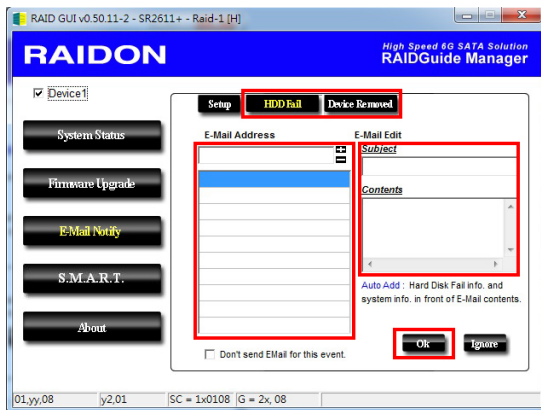 RAID GUI v0.50.11-2 - SR2611+ - Raid-1 [H]
RAIDON
High Speed 6G SATA Solution
RAIDGuide Manager
Device1
System Status
Firmware Upgrade
E-Mail Notify
S.M.A.R.T.
About
Setup HDD Fail Device Removed
E-Mail Address
E-Mail Edit
Subject
Contents
Auto Add : Hard Disk Fail info. and
system info. in front of E-Mail contents.
Don't send EMail for this event.
Ok Ignore
01,yy,08 y2,01 SC = 1x0108 G = 2x, 08